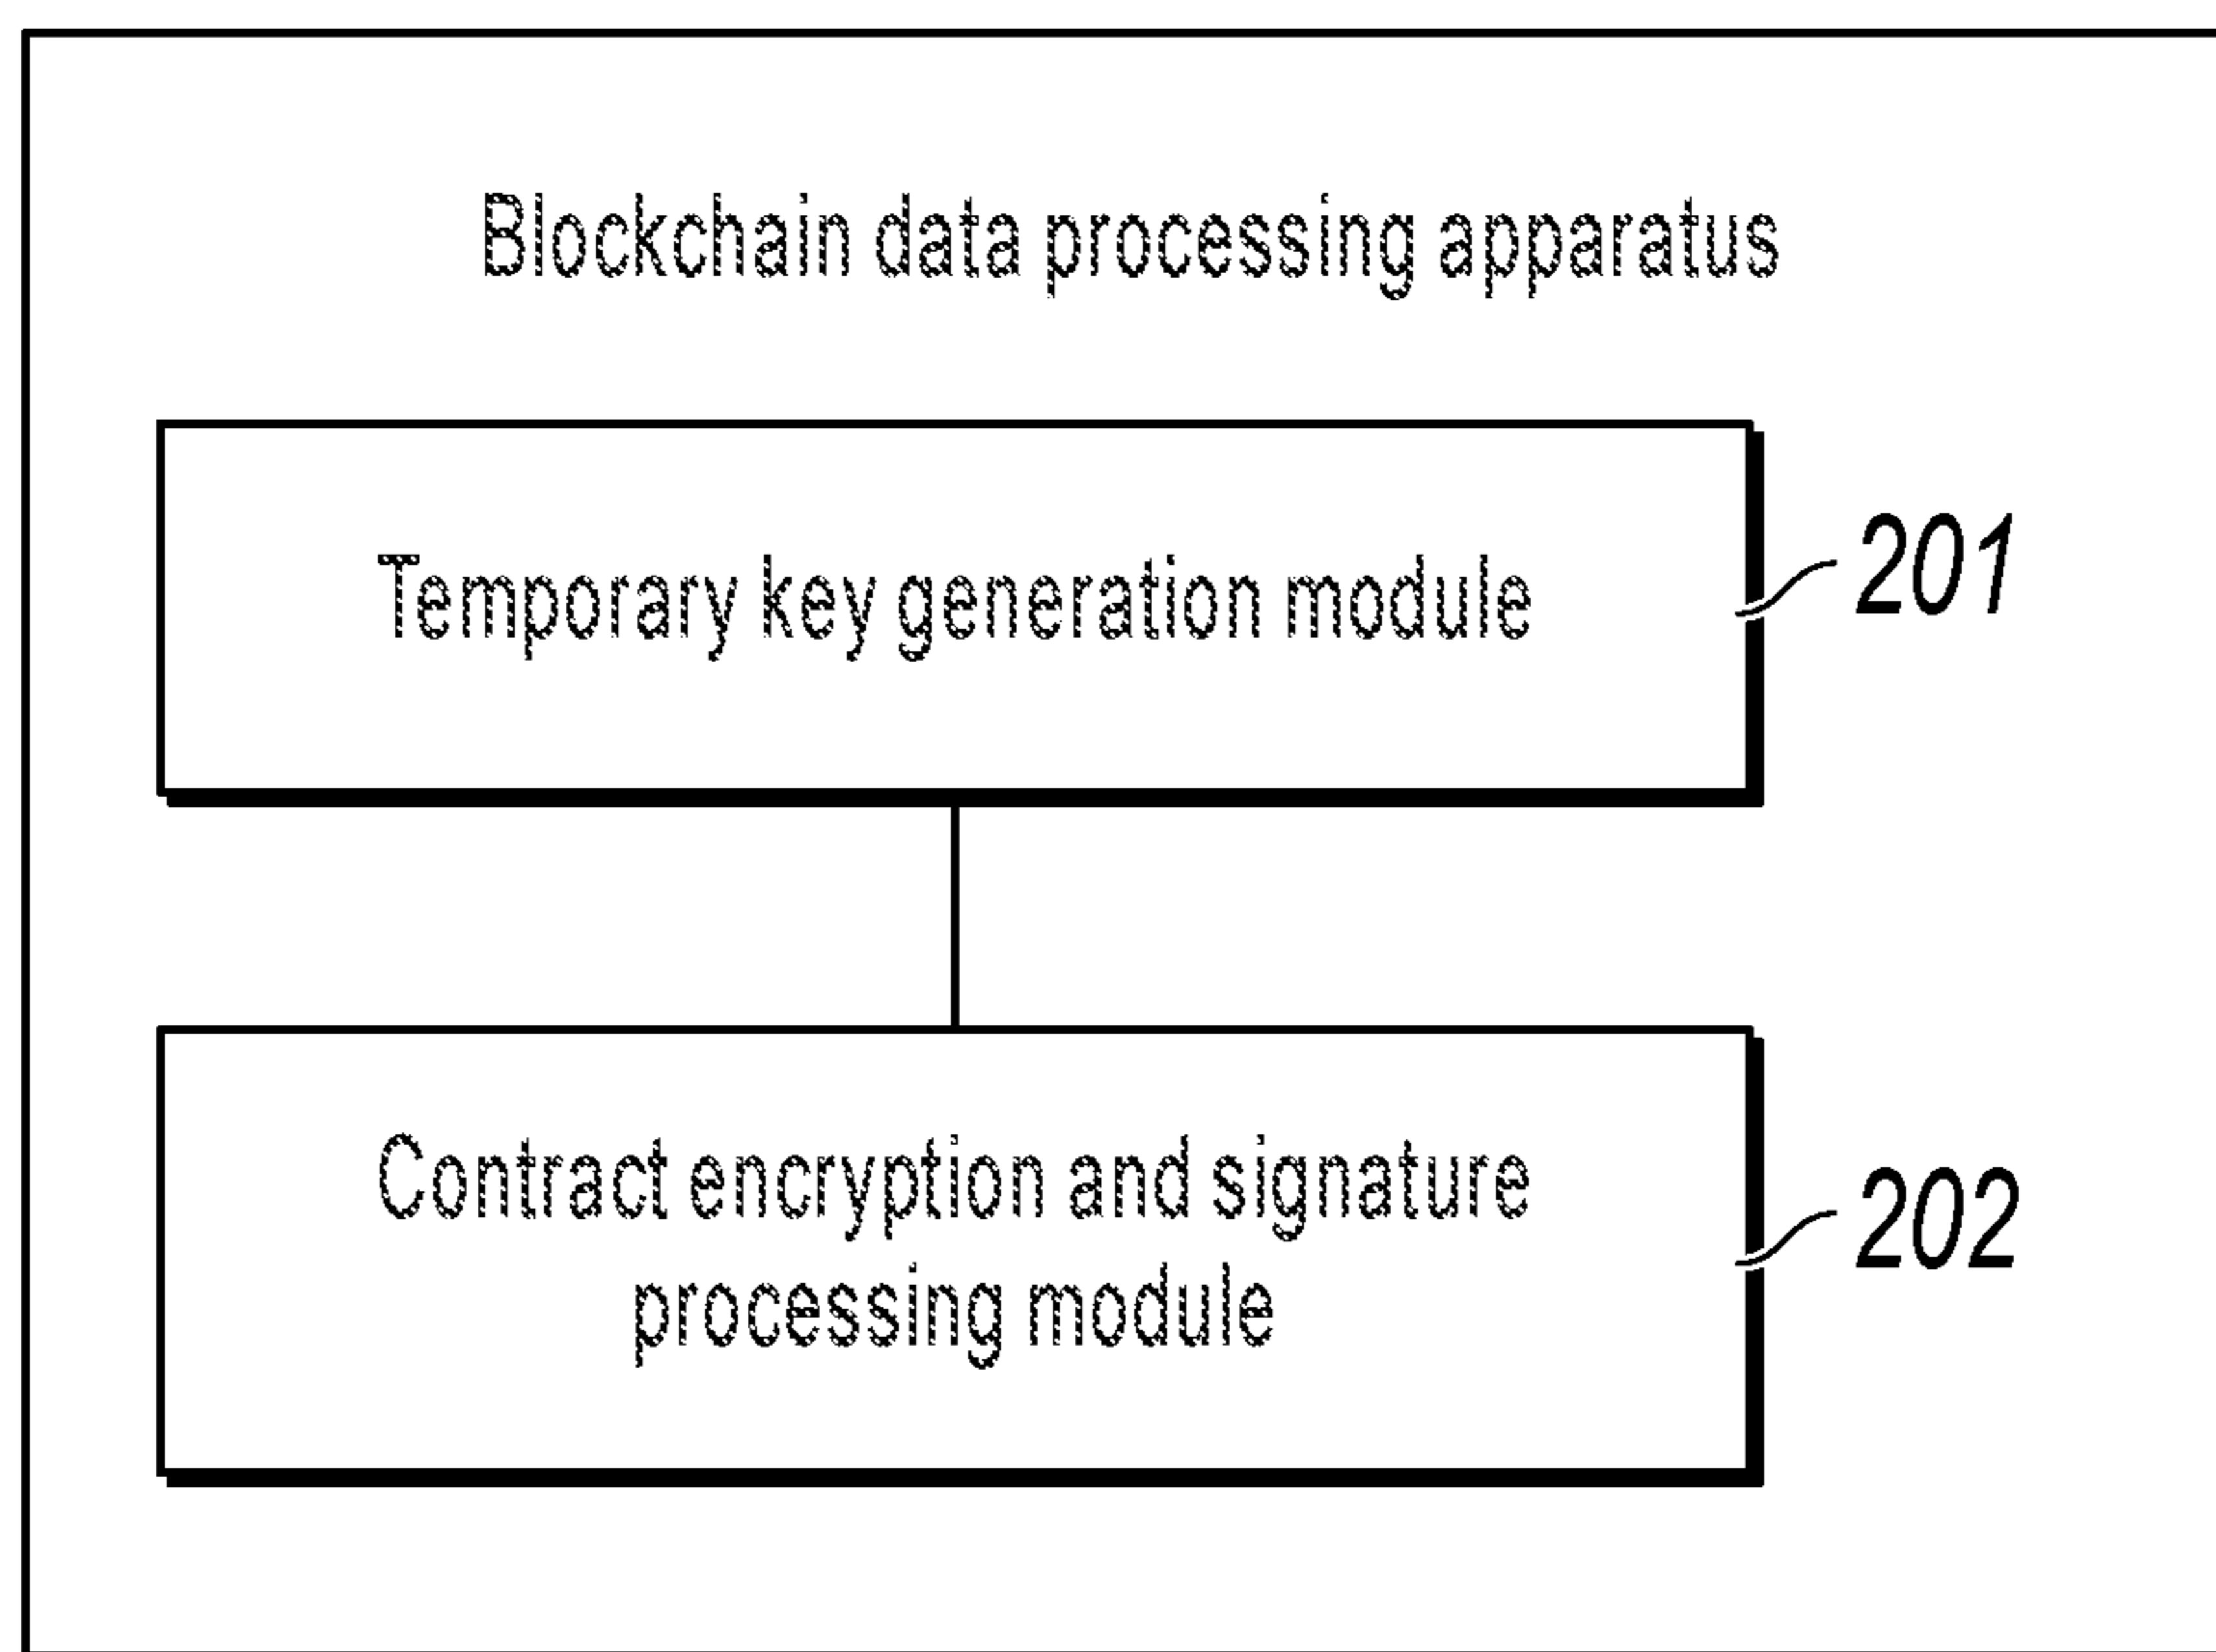 Blockchain data processing apparatus
Temporary key generation module
201
Contract encryption and signature
processing module
202